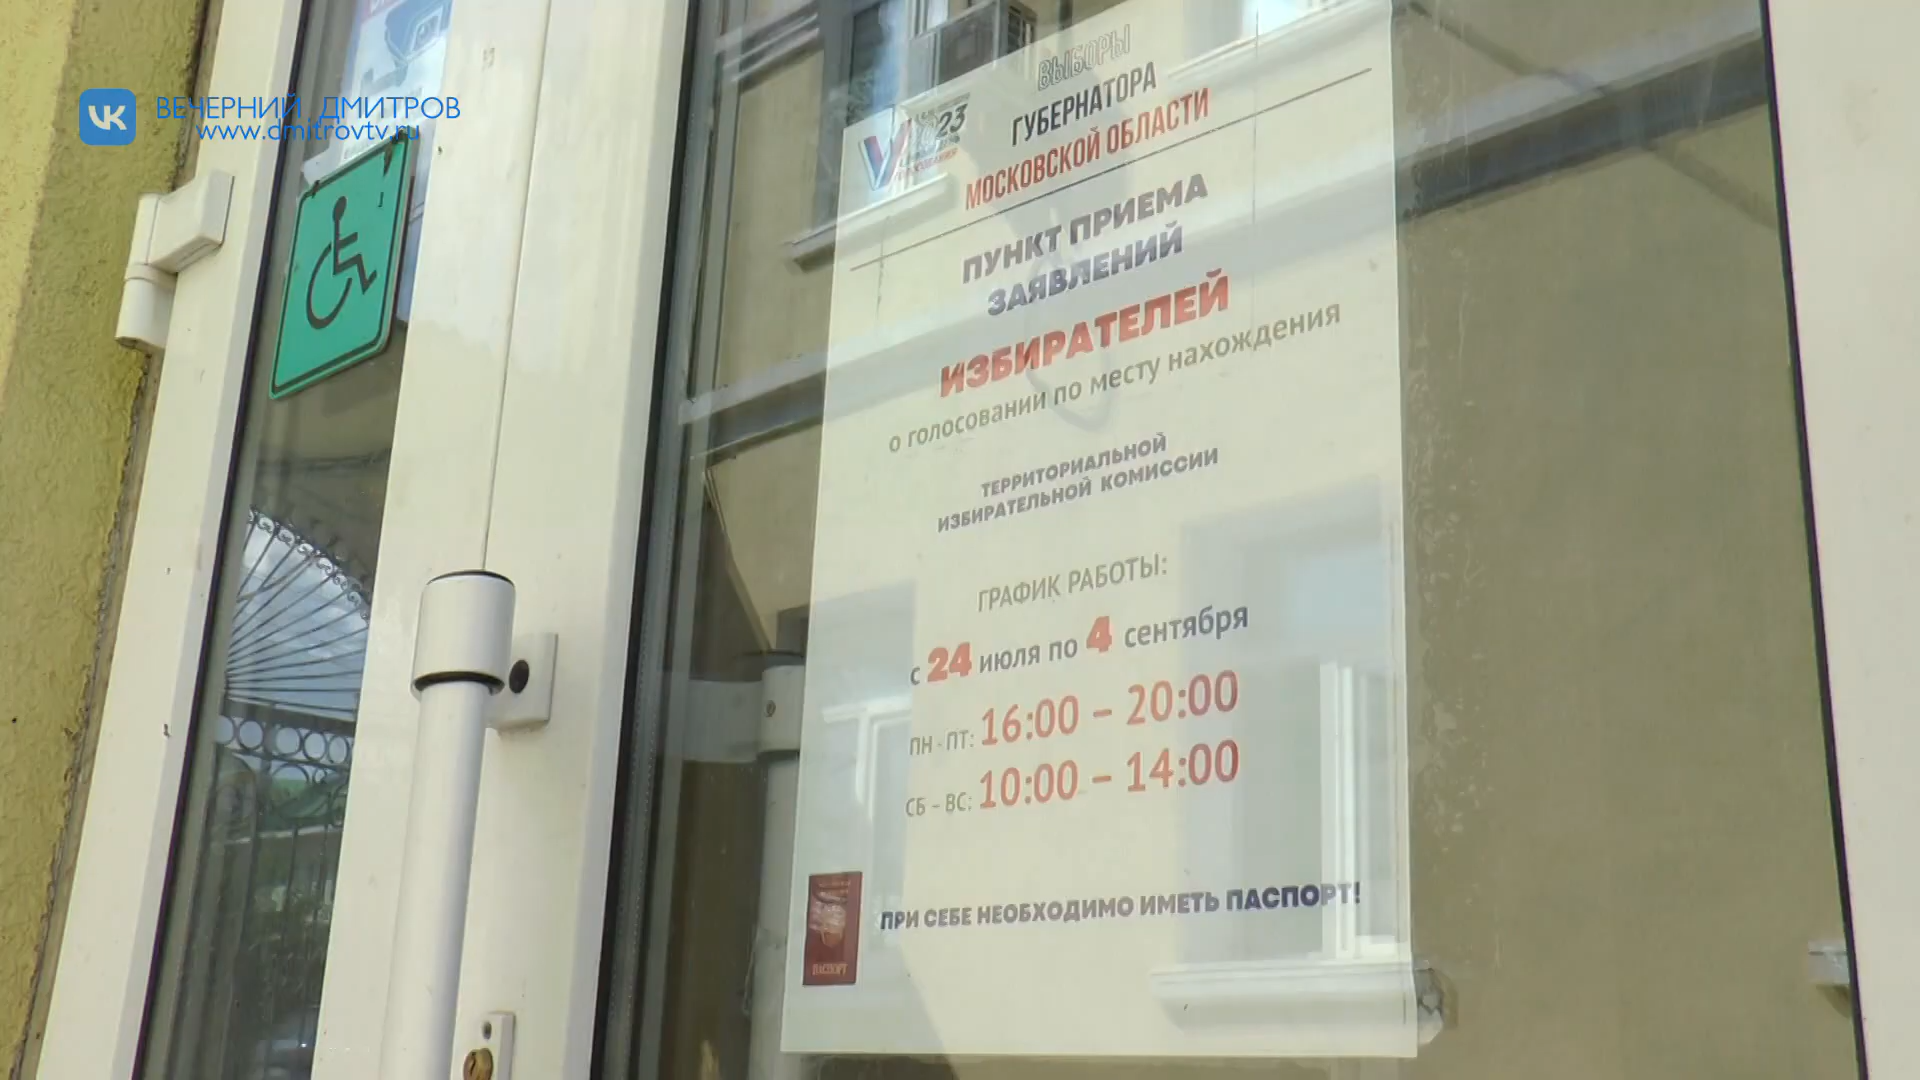 ВЕЧЕРНИЙ ДМИТРОВ
www.dmitrovtv.ru
ВЫБОРЫ
ГУБЕРНАТОРА
МОСКОВСКОЙ ОБЛАСТИ
ПУНКТ ПРИЕМА
ЗАЯВЛЕНИЙ
ИЗБИРАТЕЛЕЙ
о голосовании по месту нахождения
ТЕРРИТОРИАЛЬНОЙ
ИЗБИРАТЕЛЬНОЙ КОМИССИИ
ГРАФИК РАБОТЫ:
с 24 июля по 4 сентября
ПН - ПТ: 16:00 – 20:00
СБ – ВС: 10:00 – 14:00
ПРИ СЕБЕ НЕОБХОДИМО ИМЕТЬ ПАСПОРТ!
ПАСПОРТ